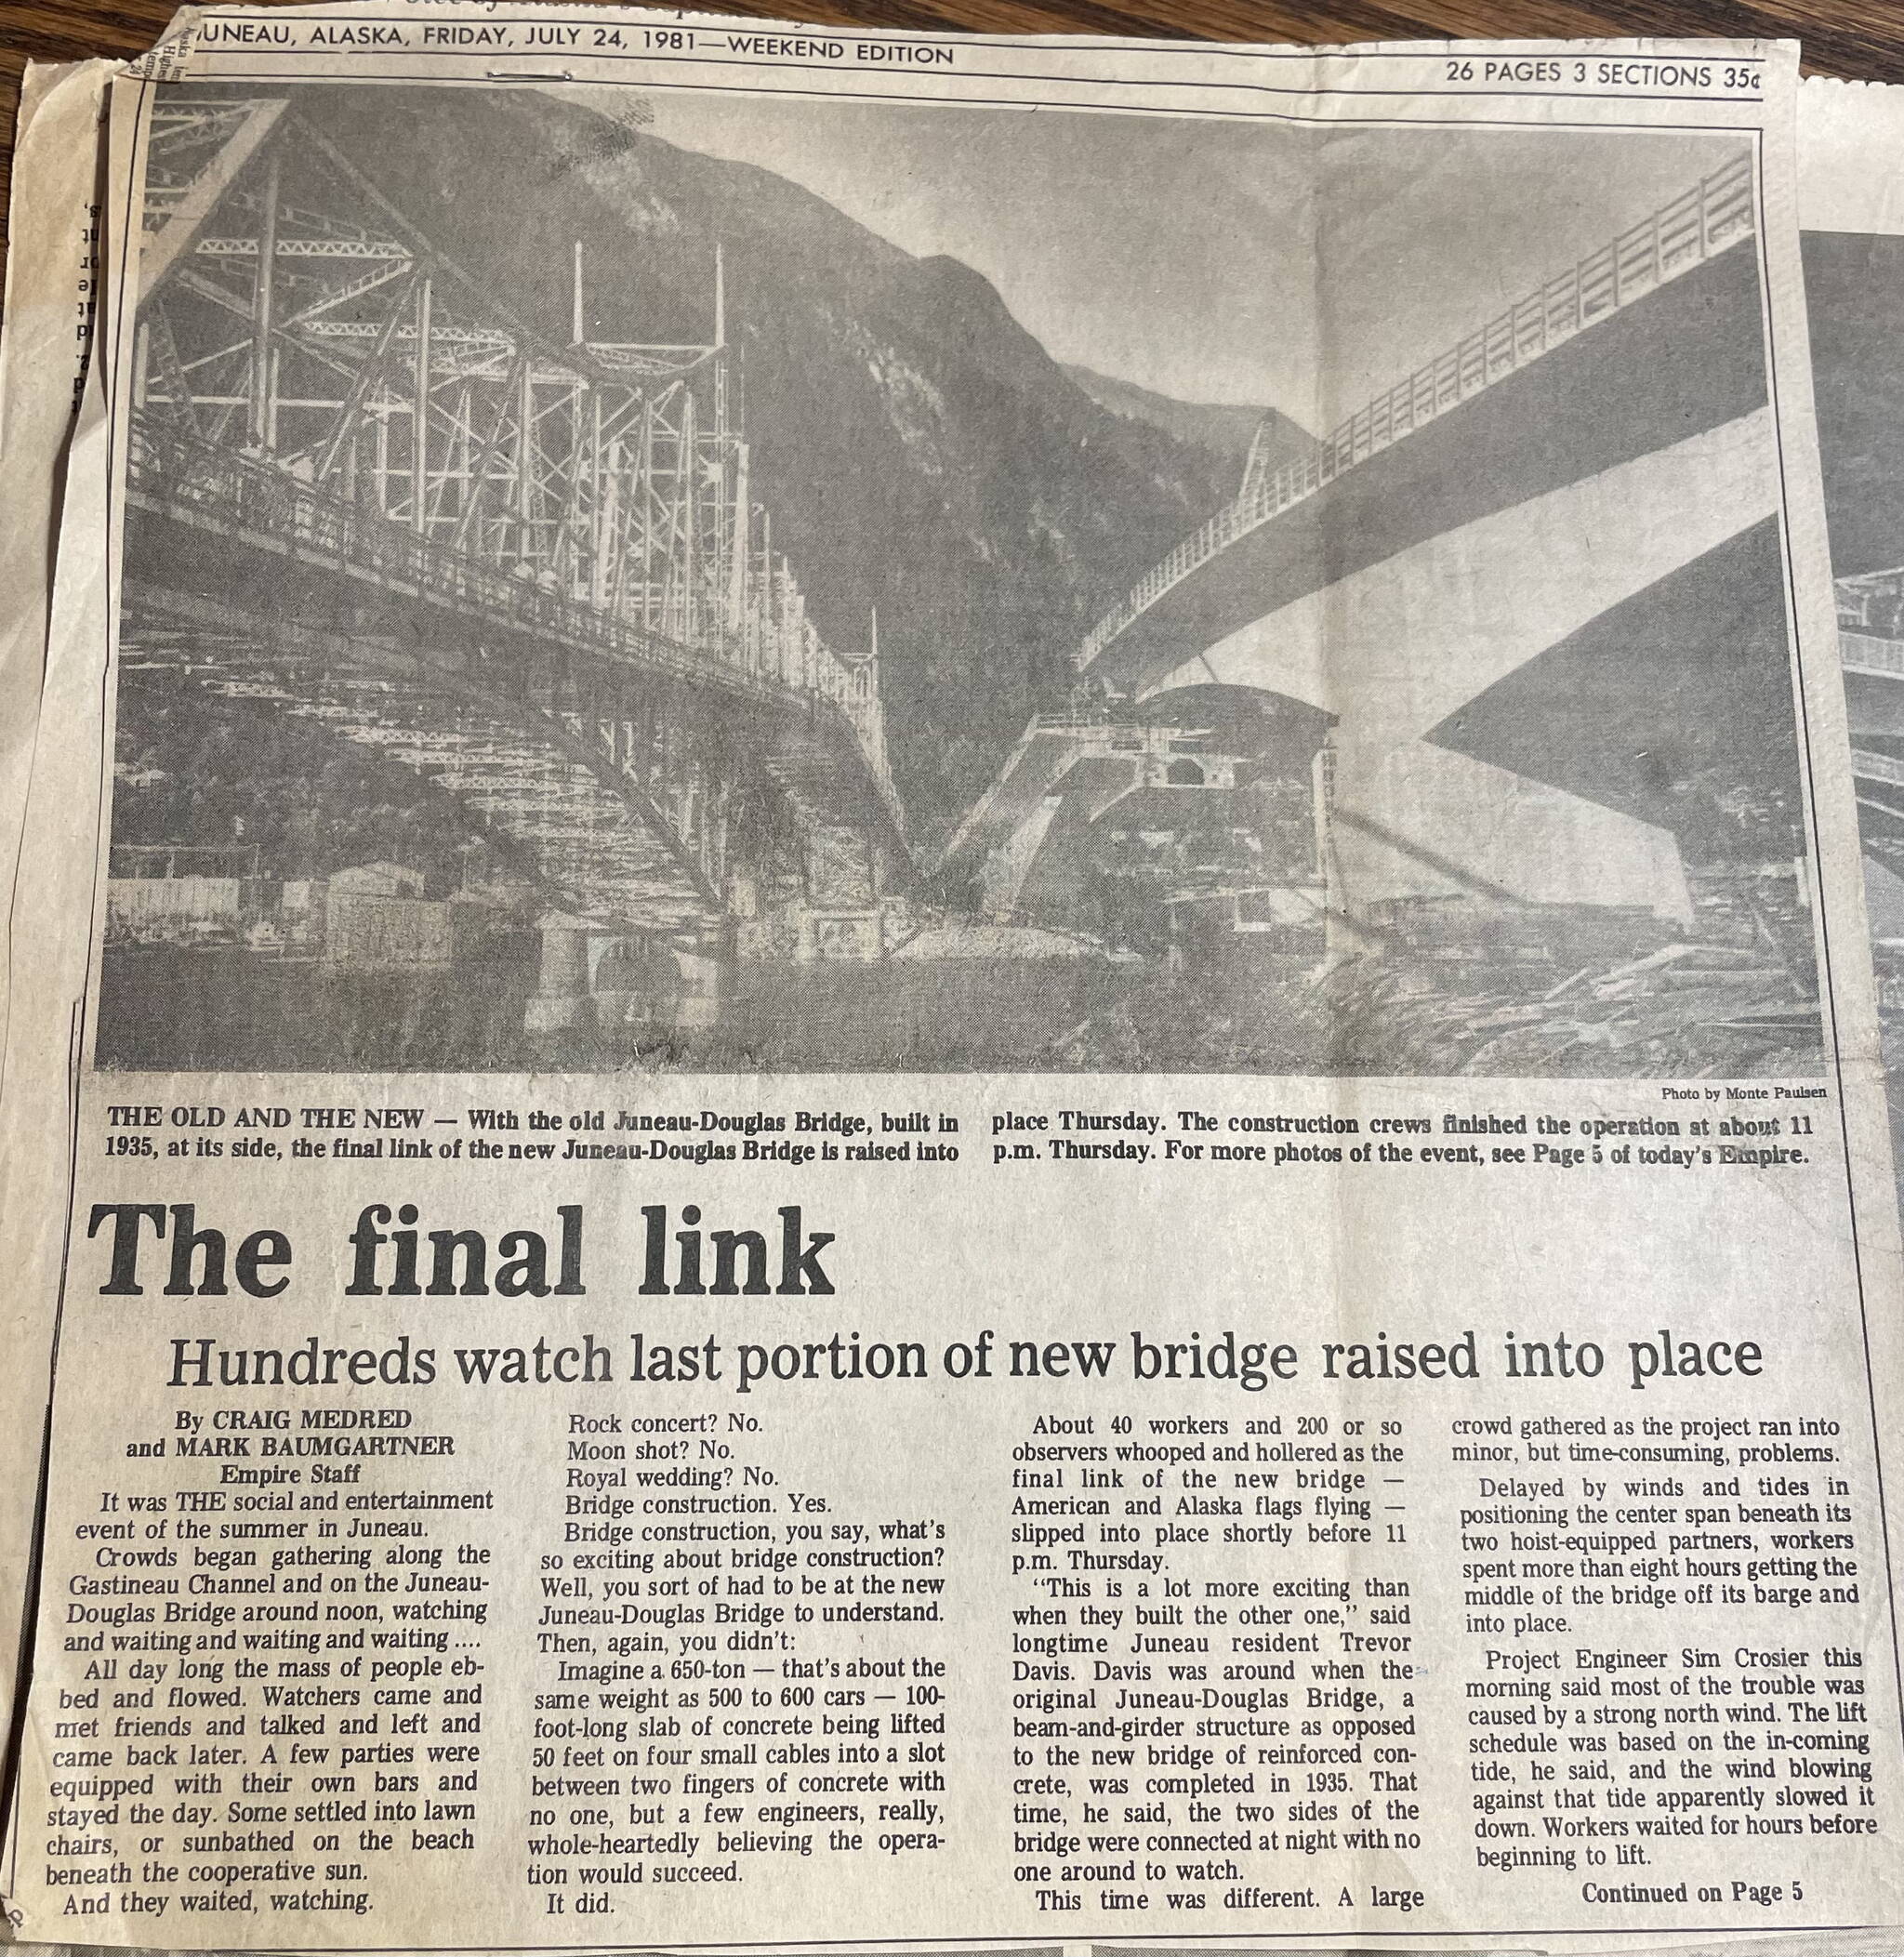 JUNEAU, ALASKA, FRIDAY, JULY 24, 1981—WEEKEND EDITION
26 PAGES 3 SECTIONS 35¢
Photo by Monte Paulsen
THE OLD AND THE NEW — With the old Juneau-Douglas Bridge, built in
1935, at its side, the final link of the new Juneau-Douglas Bridge is raised into
place Thursday. The construction crews finished the operation at about 11
p.m. Thursday. For more photos of the event, see Page 5 of today's Empire.
The final link
Hundreds watch last portion of new bridge raised into place
By CRAIG MEDRED
and MARK BAUMGARTNER
Empire Staff
It was THE social and entertainment
event of the summer in Juneau.
Crowds began gathering along the
Gastineau Channel and on the Juneau-
Douglas Bridge around noon, watching
and waiting and waiting and waiting ....
All day long the mass of people eb-
bed and flowed. Watchers came and
met friends and talked and left and
came back later. A few parties were
equipped with their own bars and
stayed the day. Some settled into lawn
chairs, or sunbathed on the beach
beneath the cooperative sun.
And they waited, watching.
Rock concert? No.
Moon shot? No.
Royal wedding? No.
Bridge construction. Yes.
Bridge construction, you say, what's
so exciting about bridge construction?
Well, you sort of had to be at the new
Juneau-Douglas Bridge to understand.
Then, again, you didn't:
Imagine a 650-ton — that's about the
same weight as 500 to 600 cars — 100-
foot-long slab of concrete being lifted
50 feet on four small cables into a slot
between two fingers of concrete with
no one, but a few engineers, really,
whole-heartedly believing the opera-
tion would succeed.
It did.
About 40 workers and 200 or so
observers whooped and hollered as the
final link of the new bridge —
American and Alaska flags flying —
slipped into place shortly before 11
p.m. Thursday.
"This is a lot more exciting than
when they built the other one," said
longtime Juneau resident Trevor
Davis. Davis was around when the
original Juneau-Douglas Bridge, a
beam-and-girder structure as opposed
to the new bridge of reinforced con-
crete, was completed in 1935. That
time, he said, the two sides of the
bridge were connected at night with no
one around to watch.
This time was different. A large
crowd gathered as the project ran into
minor, but time-consuming, problems.
Delayed by winds and tides in
positioning the center span beneath its
two hoist-equipped partners, workers
spent more than eight hours getting the
middle of the bridge off its barge and
into place.
Project Engineer Sim Crosier this
morning said most of the trouble was
caused by a strong north wind. The lift
schedule was based on the in-coming
tide, he said, and the wind blowing
against that tide apparently slowed it
down. Workers waited for hours before
beginning to lift.
Continued on Page 5